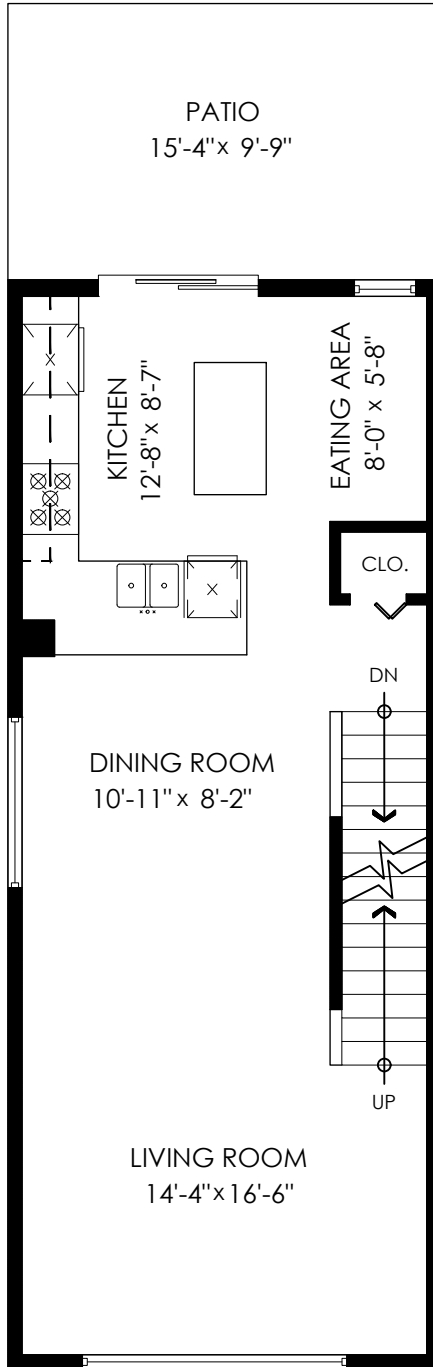 PATIO
15'-4" x 9'-9"
KITCHEN
12'-8" x 8'-7"
EATING AREA
8'-0" x 5'-8"
CLO.
DN
DINING ROOM
10'-11" x 8'-2"
UP
LIVING ROOM
14'-4" x 16'-6"